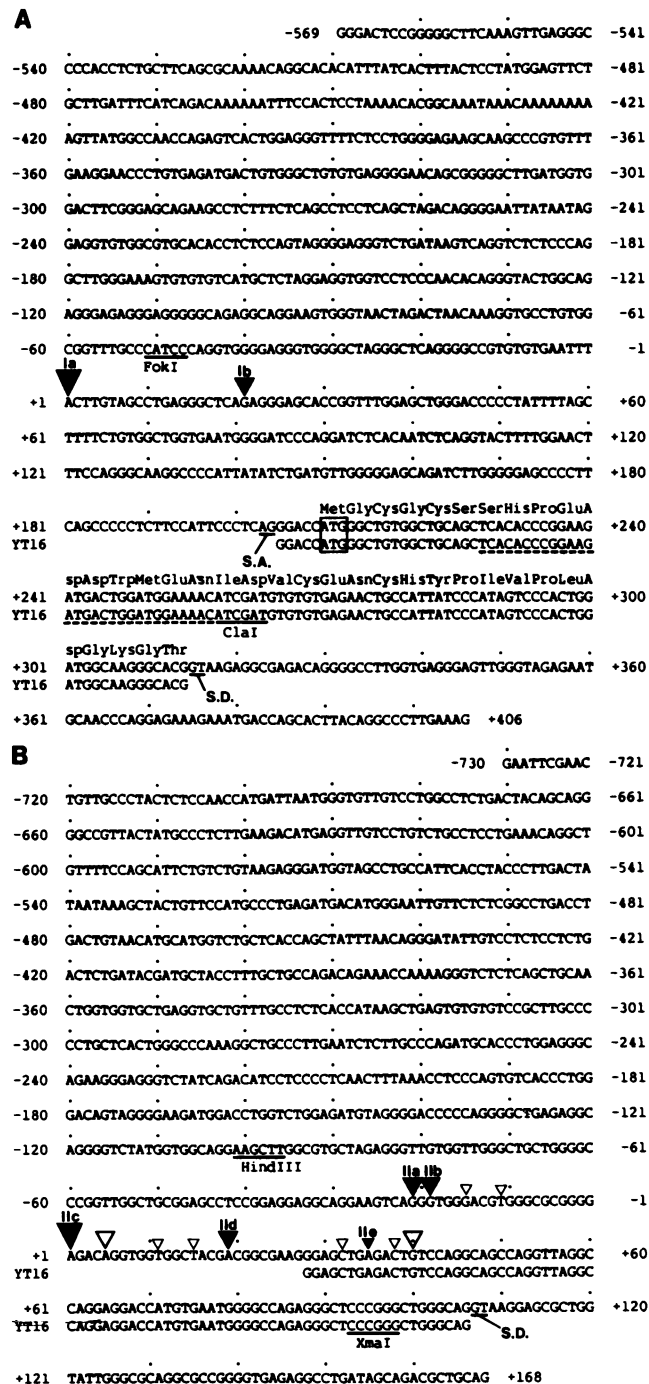 A
-569 GGGACTCCGGGGGCTTCAAAGTTGAGGGC -541
-540 CCCACCTCTGCTTCAGCGCAAAACAGGCACACATTTATCACTTTACTCCTATGGAGTTCT -481
-480 GCTTGATTTCATCAGACAAAAAATTTCCACTCCTAAAACACGGCAAATAAACAAAAAAAA -421
-420 AGTTATGGCCAACCAGAGTCACTGGAGGGTTTTCTCCTGGGGAGAAGCAAGCCCGTGTTT -361
-360 GAAGGAACCCTGTGAGATGACTGTGGGCTGTGTGAGGGGAACAGCGGGGGCTTGATGGTG -301
-300 GACTTCGGGAGCAGAAGCCTCTTTCTCAGCCTCCTCAGCTAGACAGGGGAATTATAATAG -241
-240 GAGGTGTGGCGTGCACACCTCTCCAGTAGGGGAGGGTCTGATAAGTCAGGTCTCTCCCAG -181
-180 GCTTGGGAAAGTGTGTGTCATGCTCTAGGAGGTGGTCCTCCCAACACAGGGTACTGGCAG -121
-120 AGGGAGAGGGAGGGGGCAGAGGCAGGAAGTGGGTAACTAGACTAACAAAGGTGCCTGTGG -61
-60 CGGTTTGCCCATCCCAGGTGGGGAGGGTGGGGCTAGGGCTCAGGGGCCGTGTGTGAATTT -1
FokI
Ia Ib
+1 ACTTGTAGCCTGAGGGCTCAGAGGGAGCACCGGTTTGGAGCTGGGACCCCCTATTTTAGC +60
+61 TTTTCTGTGGCTGGTGAATGGGGATCCCAGGATCTCACAATCTCAGGTACTTTTGGAACT +120
+121 TTCCAGGGCAAGGCCCCATTATATCTGATGTTGGGGGAGCAGATCTTGGGGGAGCCCCTT +180
MetGlyCysGlyCysSerSerHisProGluA
+181 CAGCCCCCTCTTCCATTCCCTCAGGGACCATGGGCTGTGGCTGCAGCTCACACCCGGAAG +240
YT16 GGACCATGGGCTGTGGCTGCAGCTCACACCCGGAAG
S.A.
spAspTrpMetGluAsnIleAspValCysGluAsnCysHisTyrProIleValProLeuA
+241 ATGACTGGATGGAAAACATCGATGTGTGTGAGAACTGCCATTATCCCATAGTCCCACTGG +300
YT16 ATGACTGGATGGAAAACATCGATGTGTGTGAGAACTGCCATTATCCCATAGTCCCACTGG
ClaI
spGlyLysGlyThr
+301 ATGGCAAGGGCACGGTAAGAGGCGAGACAGGGGCCTTGGTGAGGGAGTTGGGTAGAGAAT +360
YT16 ATGGCAAGGGCACG
S.D.
+361 GCAACCCAGGAGAAAGAAATGACCAGCACTTACAGGCCCTTGAAAG +406
B
-730 GAATTCGAAC -721
-720 TGTTGCCCTACTCTCCAACCATGATTAATGGGTGTTGTCCTGGCCTCTGACTACAGCAGG -661
-660 GGCCGTTACTATGCCCTCTTGAAGACATGAGGTTGTCCTGTCTGCCTCCTGAAACAGGCT -601
-600 GTTTTCCAGCATTCTGTCTGTAAGAGGGATGGTAGCCTGCCATTCACCTACCCTTGACTA -541
-540 TAATAAAGCTACTGTTCCATGCCCTGAGATGACATGGGAATTGTTCTCTCGGCCTGACCT -481
-480 GACTGTAACATGCATGGTCTGCTCACCAGCTATTTAACAGGGATATTGTCCTCTCCTCTG -421
-420 ACTCTGATACGATGCTACCTTTGCTGCCAGACAGAAACCAAAAGGGTCTCTCAGCTGCAA -361
-360 CTGGTGGTGCTGAGGTGCTGTTTGCCTCTCACCATAAGCTGAGTGTGTGTCCGCTTGCCC -301
-300 CCTGCTCACTGGGCCCAAAGGCTGCCCTTGAATCTCTTGCCCAGATGCACCCTGGAGGGC -241
-240 AGAAGGGAGGGTCTATCAGACATCCTCCCCTCAACTTTAAACCTCCCAGTGTCACCCTGG -181
-180 GACAGTAGGGGAAGATGGACCTGGTCTGGAGATGTAGGGGACCCCCAGGGGCTGAGAGGC -121
-120 AGGGGTCTATGGTGGCAGGAAGCTTGGCGTGCTAGAGGGTTGTGGTTGGGCTGCTGGGGC -61
HindIII
IIa IIb
-60 CCGGTTGGCTGCGGAGCCTCCGGAGGAGGCAGGAAGTCAGGGTGGGACGTGGGCGCGGGG -1
IIc IId IIe
+1 AGACAGGTGGTGGCTACGACGGCGAAGGGAGCTGAGACTGTCCAGGCAGCCAGGTTAGGC +60
YT16 GGAGCTGAGACTGTCCAGGCAGCCAGGTTAGGC
+61 CAGGAGGACCATGTGAATGGGGCCAGAGGGCTCCCGGGCTGGGCAGGTAAGGAGCGCTGG +120
YT16 CAGGAGGACCATGTGAATGGGGCCAGAGGGCTCCCGGGCTGGGCAG
XmaI
S.D.
+121 TATTGGGCGCAGGCGCCGGGGTGAGAGGCCTGATAGCAGACGCTGCAG +168